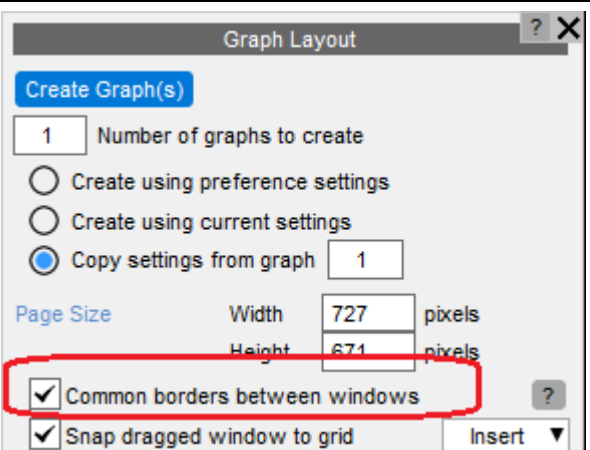 Graph Layout ?
Create Graph(s)
1 Number of graphs to create
Create using preference settings
Create using current settings
Copy settings from graph 1
Page Size Width 727 pixels
Height 671 pixels
Common borders between windows ?
Snap dragged window to grid Insert